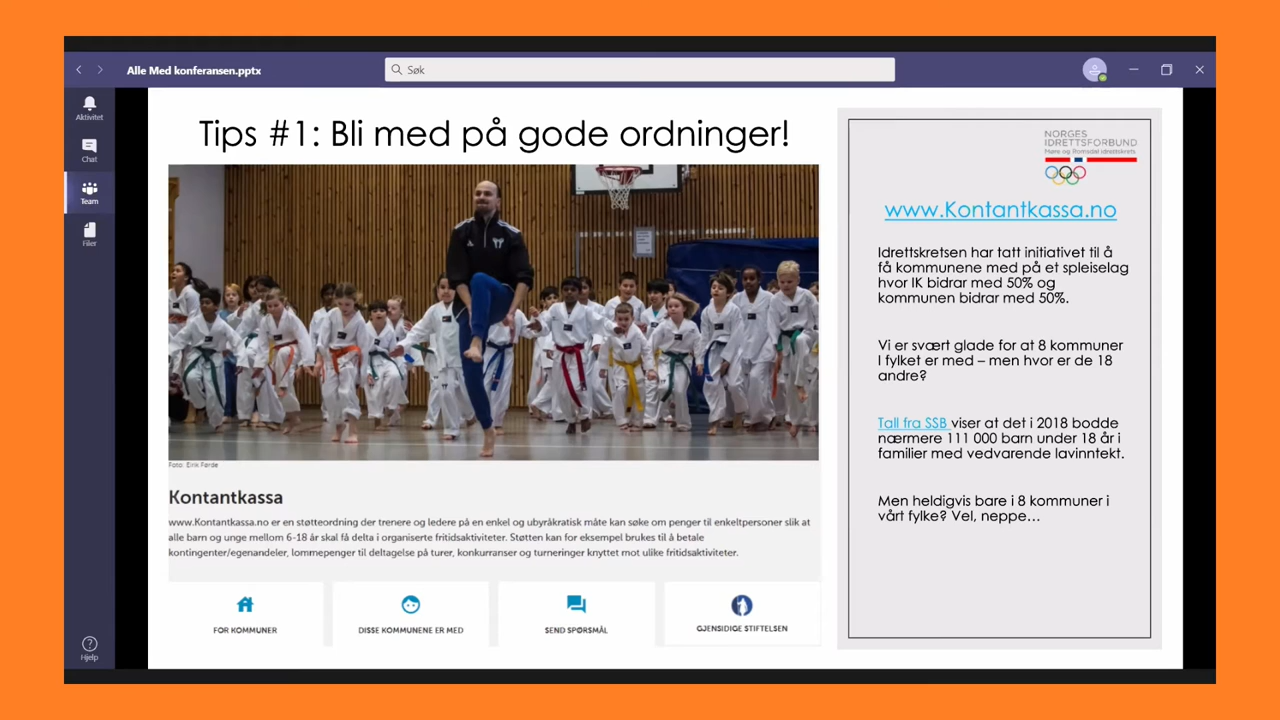 Alle Med konferansen.pptx
Søk
Aktivitet
Chat
Team
Filer
Hjelp
Tips #1: Bli med på gode ordninger!
Foto: Eirik Førde
Kontantkassa
www.Kontantkassa.no er en støtteordning der trenere og ledere på en enkel og ubyråkratisk måte kan søke om penger til enkeltpersoner slik at
alle barn og unge mellom 6-18 år skal få delta i organiserte fritidsaktiviteter. Støtten kan for eksempel brukes til å betale
kontingenter/egenandeler, lommepenger til deltagelse på turer, konkurranser og turneringer knyttet mot ulike fritidsaktiviteter.
FOR KOMMUNER
DISSE KOMMUNENE ER MED
SEND SPØRSMÅL
GJENSIDIGE STIFTELSEN
NORGES
IDRETTSFORBUND
Møre og Romsdal idrettskrets
www.Kontantkassa.no
Idrettskretsen har tatt initiativet til å
få kommunene med på et spleiselag
hvor IK bidrar med 50% og
kommunen bidrar med 50%.
Vi er svært glade for at 8 kommuner
I fylket er med – men hvor er de 18
andre?
Tall fra SSB viser at det i 2018 bodde
nærmere 111 000 barn under 18 år i
familier med vedvarende lavinntekt.
Men heldigvis bare i 8 kommuner i
vårt fylke? Vel, neppe…